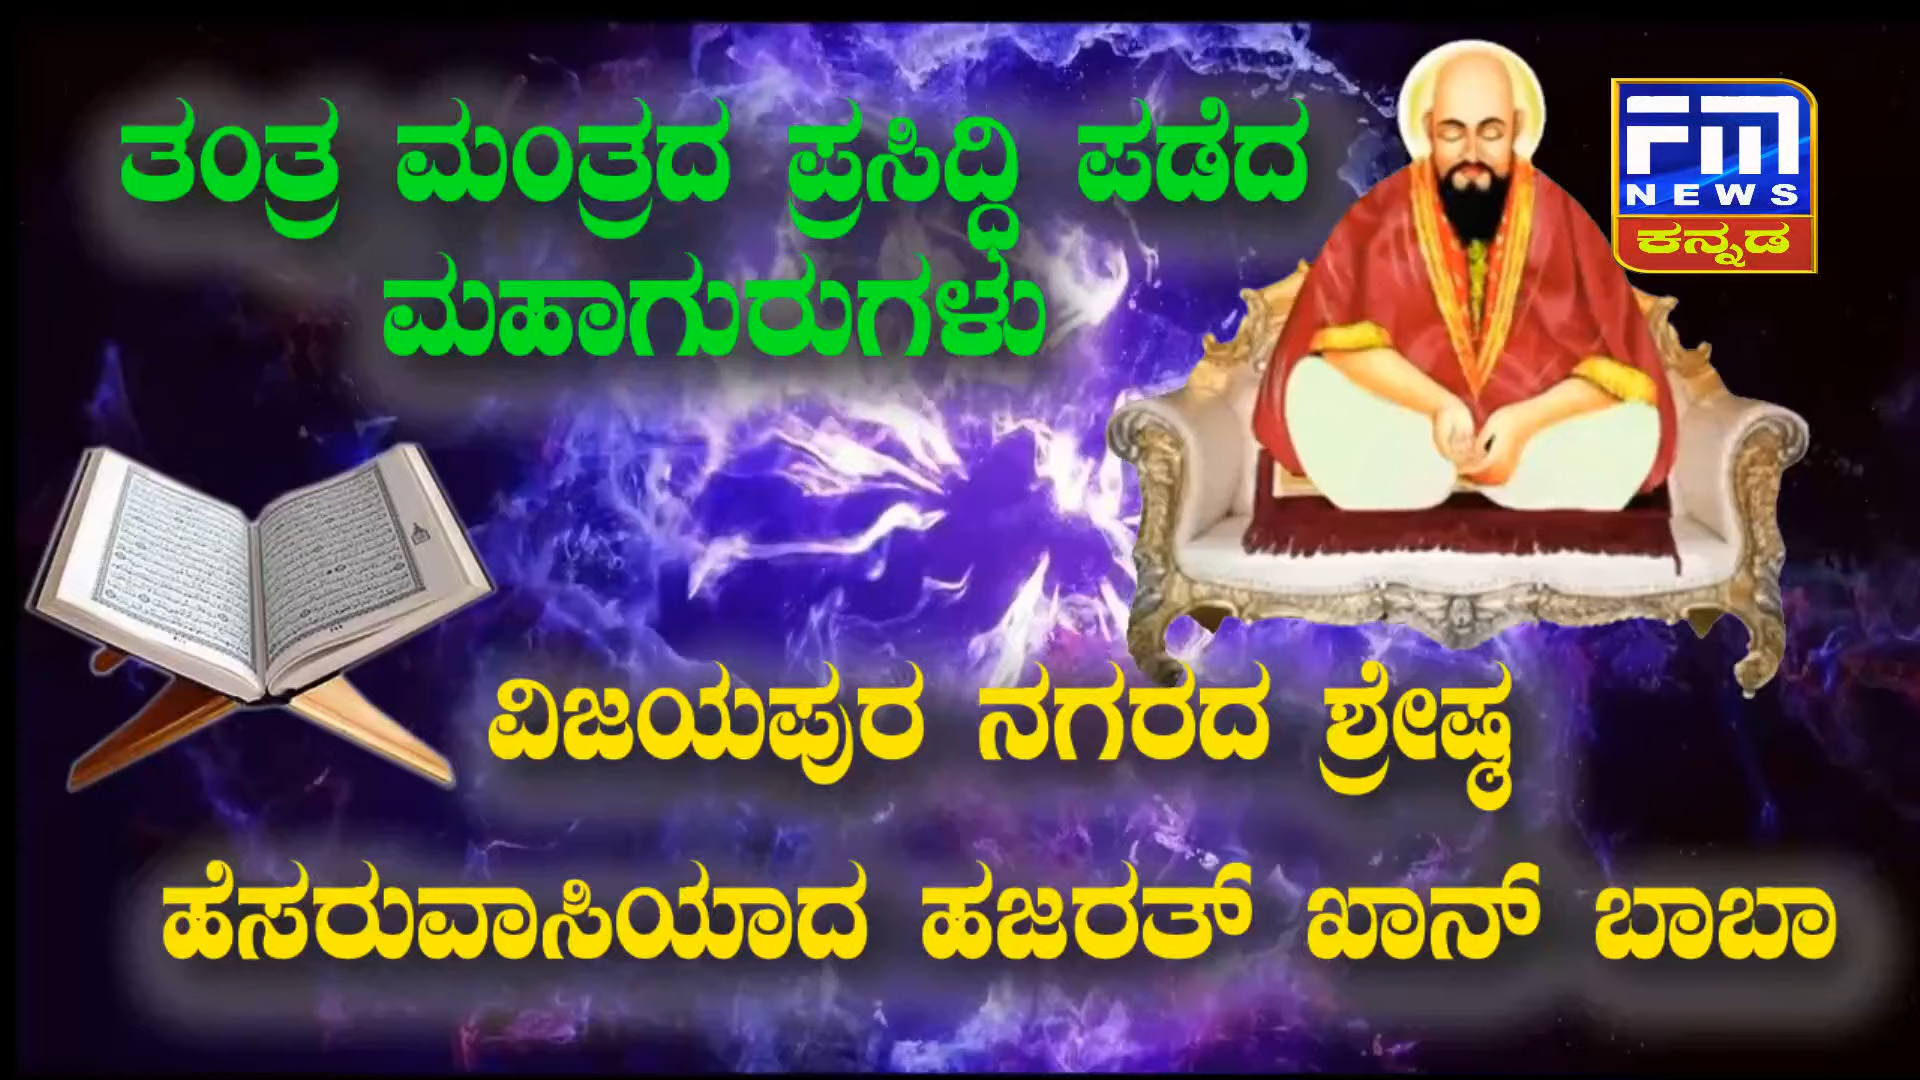 ತಂತ್ರ ಮಂತ್ರದ ಪ್ರಸಿದ್ಧಿ ಪಡೆದ
ಮಹಾಗುರುಗಳು
FM
NEWS
ಕನ್ನಡ
ವಿಜಯಪುರ ನಗರದ ಶ್ರೇಷ್ಠ
ಹೆಸರುವಾಸಿಯಾದ ಹಜರತ್ ಖಾನ್ ಬಾಬಾ